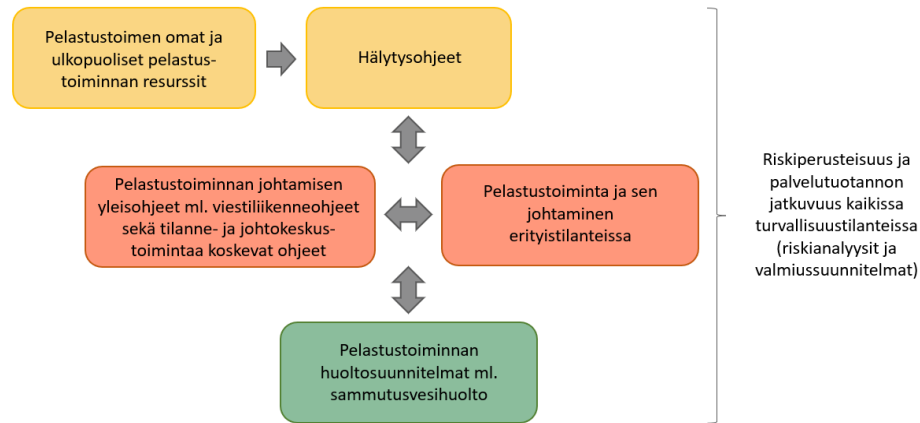 Pelastustoimen omat ja
ulkopuoliset pelastus-
toiminnan resurssit
Hälytysohjeet
Pelastustoiminnan johtamisen
yleisohjeet ml. viestiliikenneohjeet
sekä tilanne- ja johtokeskus-
toimintaa koskevat ohjeet
Pelastustoiminta ja sen
johtaminen
erityistilanteissa
Pelastustoiminnan
huoltosuunnitelmat ml.
sammutusvesihuolto
Riskiperusteisuus ja
palvelutuotannon
jatkuvuus kaikissa
turvallisuustilanteissa
(riskianalyysit ja
valmiussuunnitelmat)